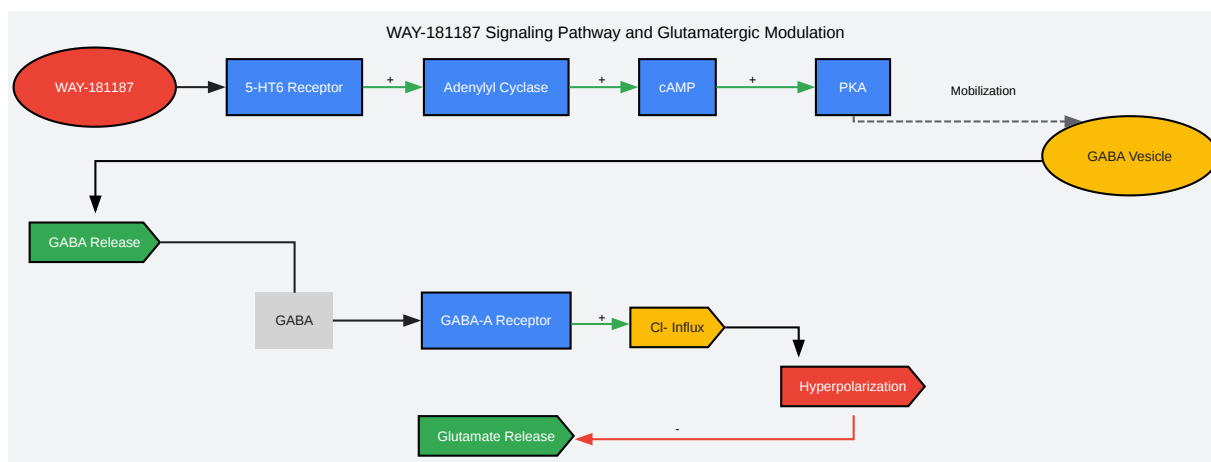 WAY-181187 Signaling Pathway and Glutamatergic Modulation
WAY-181187
5-HT6 Receptor
+
Adenylyl Cyclase
+
cAMP
+
PKA
Mobilization
GABA Vesicle
GABA Release
GABA
GABA-A Receptor
+
Cl- Influx
Hyperpolarization
-
Glutamate Release